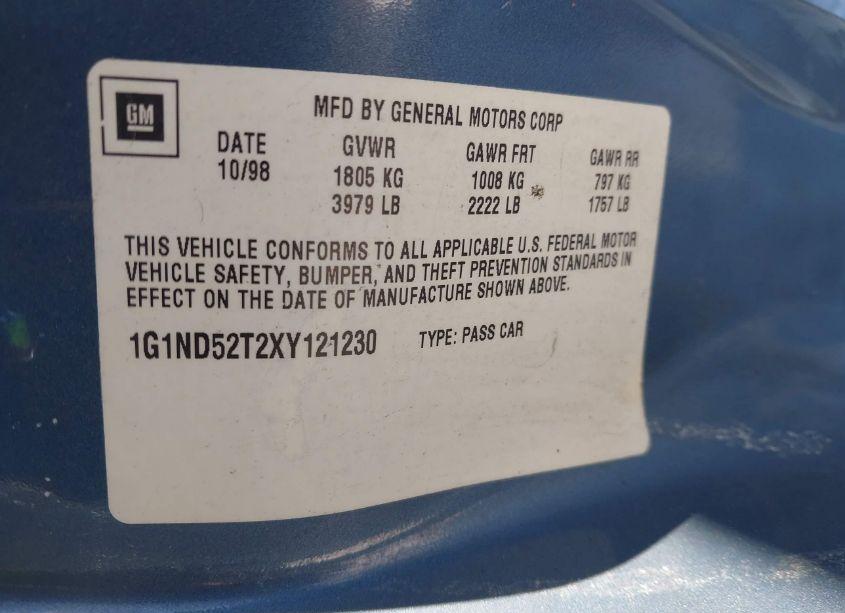 GM
MFD BY GENERAL MOTORS CORP
DATE GVWR GAWR FRT GAWR RR
10/98 1805 KG 1008 KG 797 KG
3979 LB 2222 LB 1757 LB
THIS VEHICLE CONFORMS TO ALL APPLICABLE U.S. FEDERAL MOTOR
VEHICLE SAFETY, BUMPER, AND THEFT PREVENTION STANDARDS IN
EFFECT ON THE DATE OF MANUFACTURE SHOWN ABOVE.
1G1ND52T2XY121230 TYPE: PASS CAR